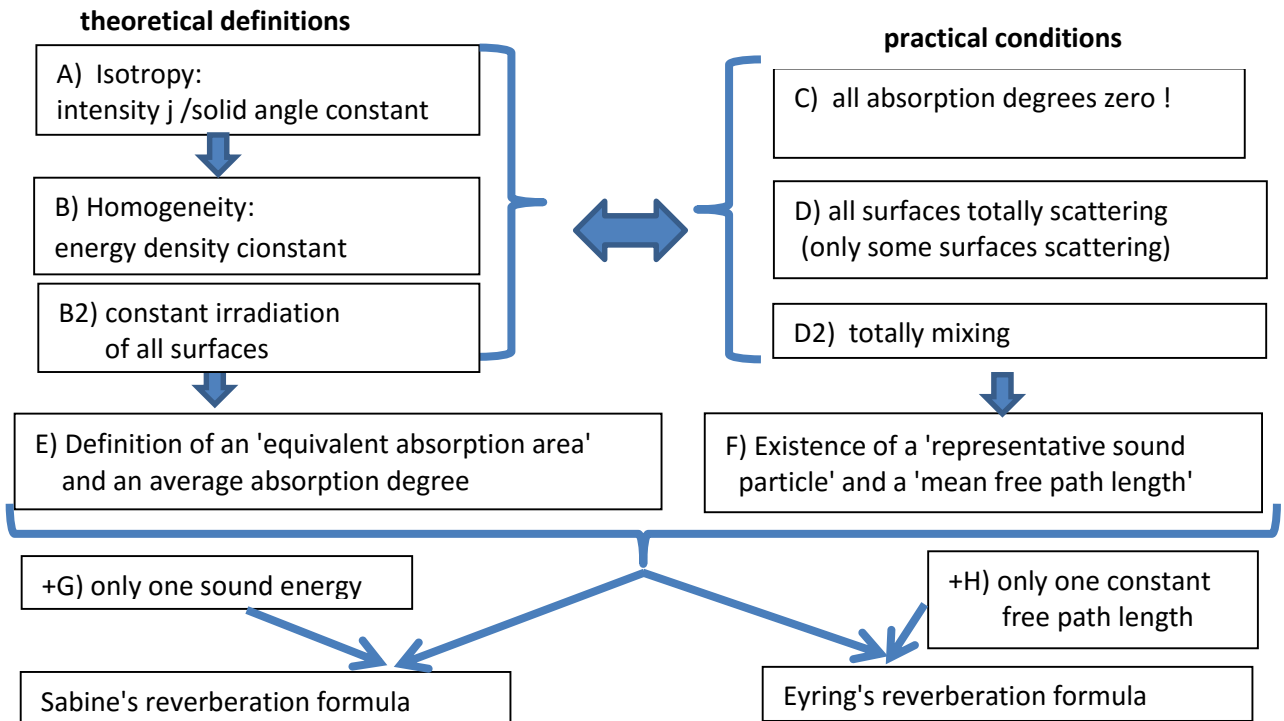 theoretical definitions
practical conditions
A) Isotropy:
intensity j /solid angle constant
C) all absorption degrees zero !
B) Homogeneity:
energy density cionstant
D) all surfaces totally scattering
(only some surfaces scattering)
B2) constant irradiation
of all surfaces
D2) totally mixing
E) Definition of an 'equivalent absorption area'
and an average absorption degree
F) Existence of a 'representative sound
particle' and a 'mean free path length'
+G) only one sound energy
+H) only one constant
free path length
Sabine's reverberation formula
Eyring's reverberation formula